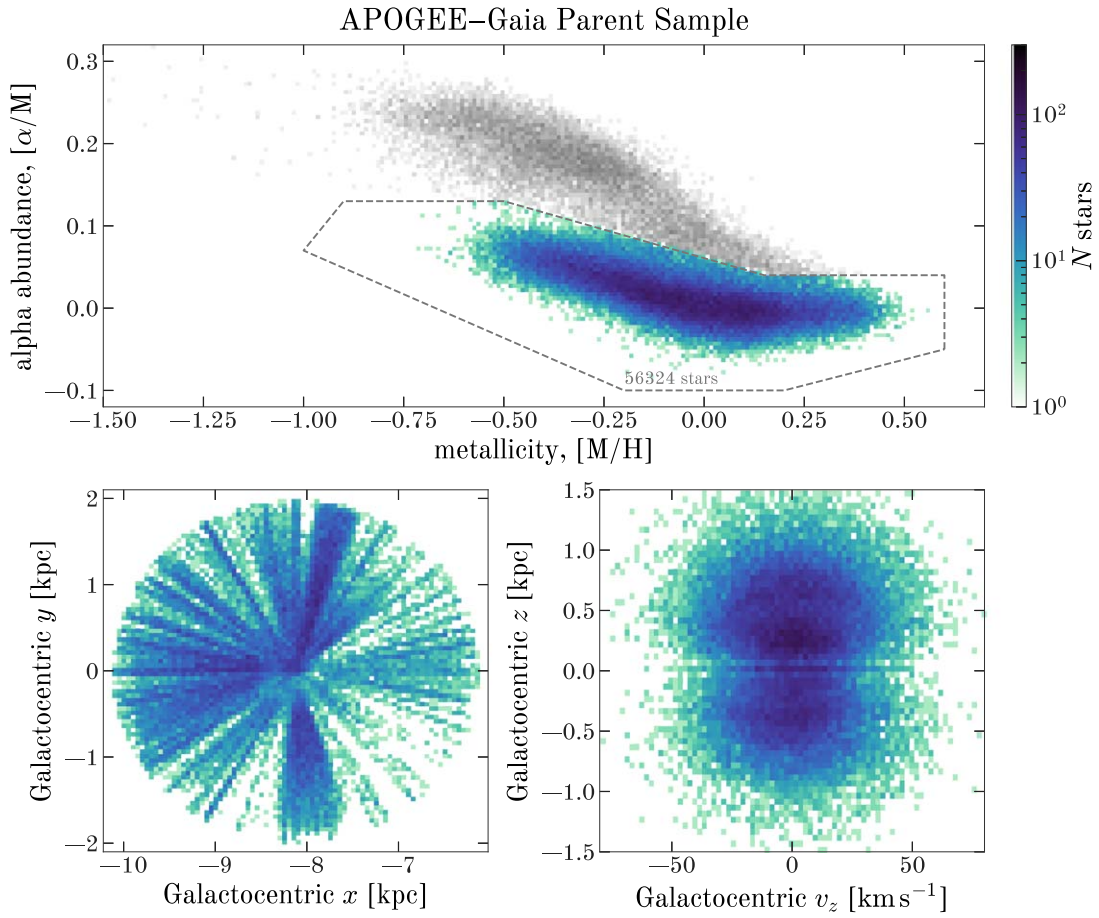 APOGEE–Gaia Parent Sample
alpha abundance, [α/M]
0.3
0.2
0.1
0.0
−0.1
56324 stars
−1.50 −1.25 −1.00 −0.75 −0.50 −0.25 0.00 0.25 0.50
metallicity, [M/H]
10²
10¹
10⁰
N stars
Galactocentric y [kpc]
2
1
0
−1
−2
−10 −9 −8 −7
Galactocentric x [kpc]
Galactocentric z [kpc]
1.5
1.0
0.5
0.0
−0.5
−1.0
−1.5
−50 0 50
Galactocentric v_z [km s⁻¹]